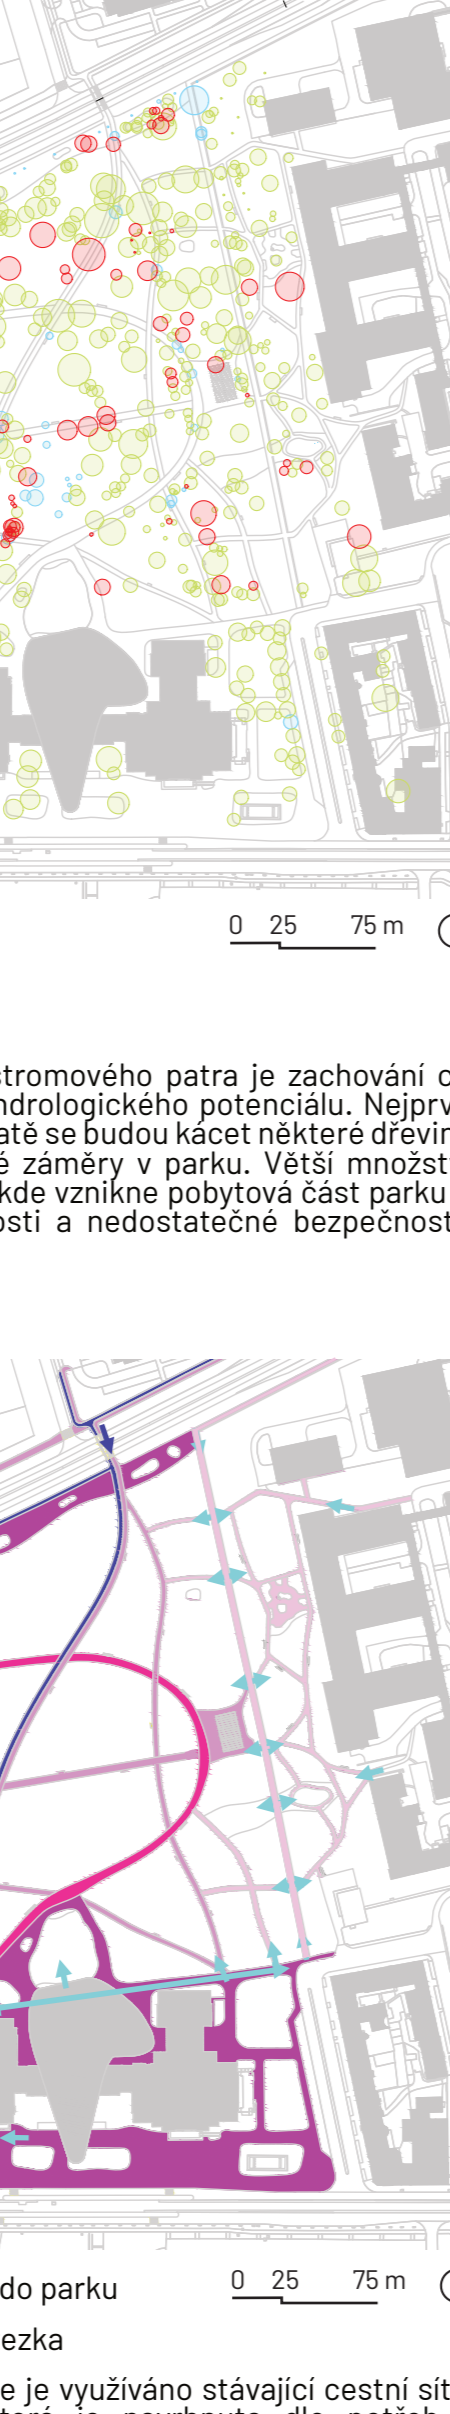 0 25 75 m
stromového patra je zachování
ndrologického potenciálu. Nejprv
atě se budou kácet některé dřevin
é záměry v parku. Větší množst
kde vznikne pobytová část parku
osti a nedostatečné bezpečnost
0 25 75 m
do parku
ezka
e je využíváno stávající cestní sít